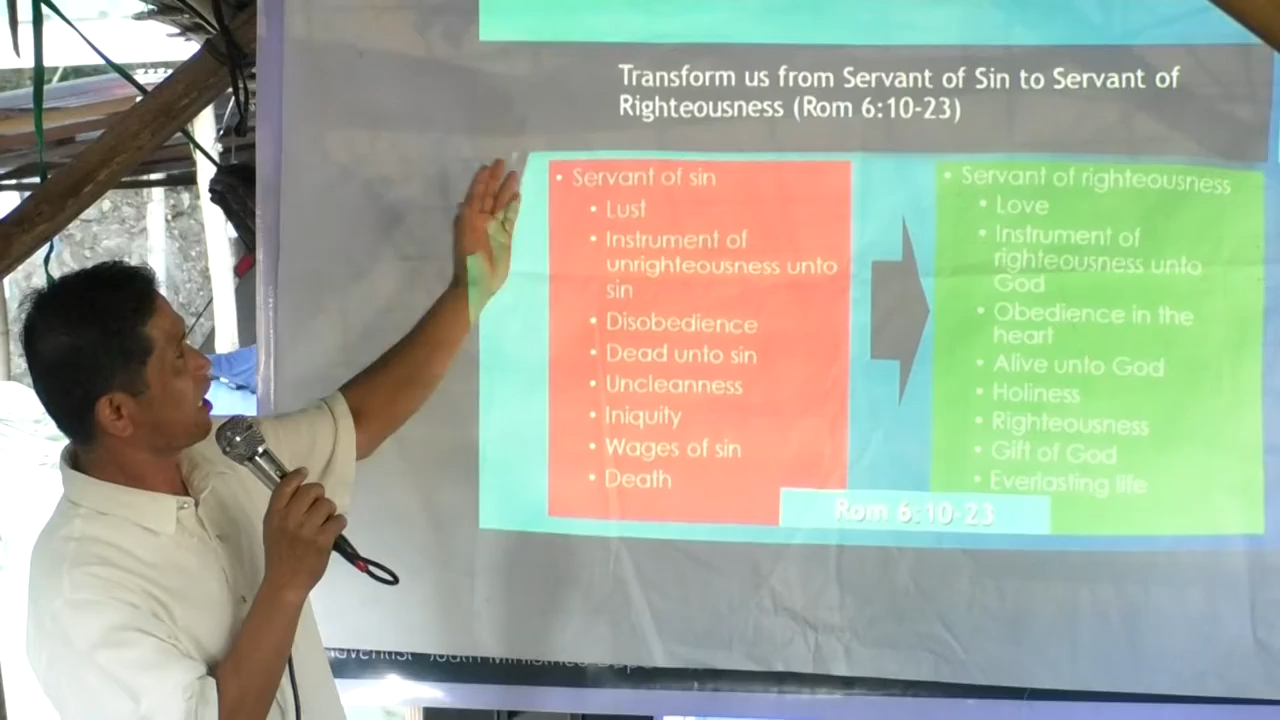 Transform us from Servant of Sin to Servant of
Righteousness (Rom 6:10-23)
• Servant of sin
• Lust
• Instrument of
unrighteousness unto
sin
• Disobedience
• Dead unto sin
• Uncleanness
• Iniquity
• Wages of sin
• Death
• Servant of righteousness
• Love
• Instrument of
righteousness unto
God
• Obedience in the
heart
• Alive unto God
• Holiness
• Righteousness
• Gift of God
• Everlasting life
Rom 6:10-23